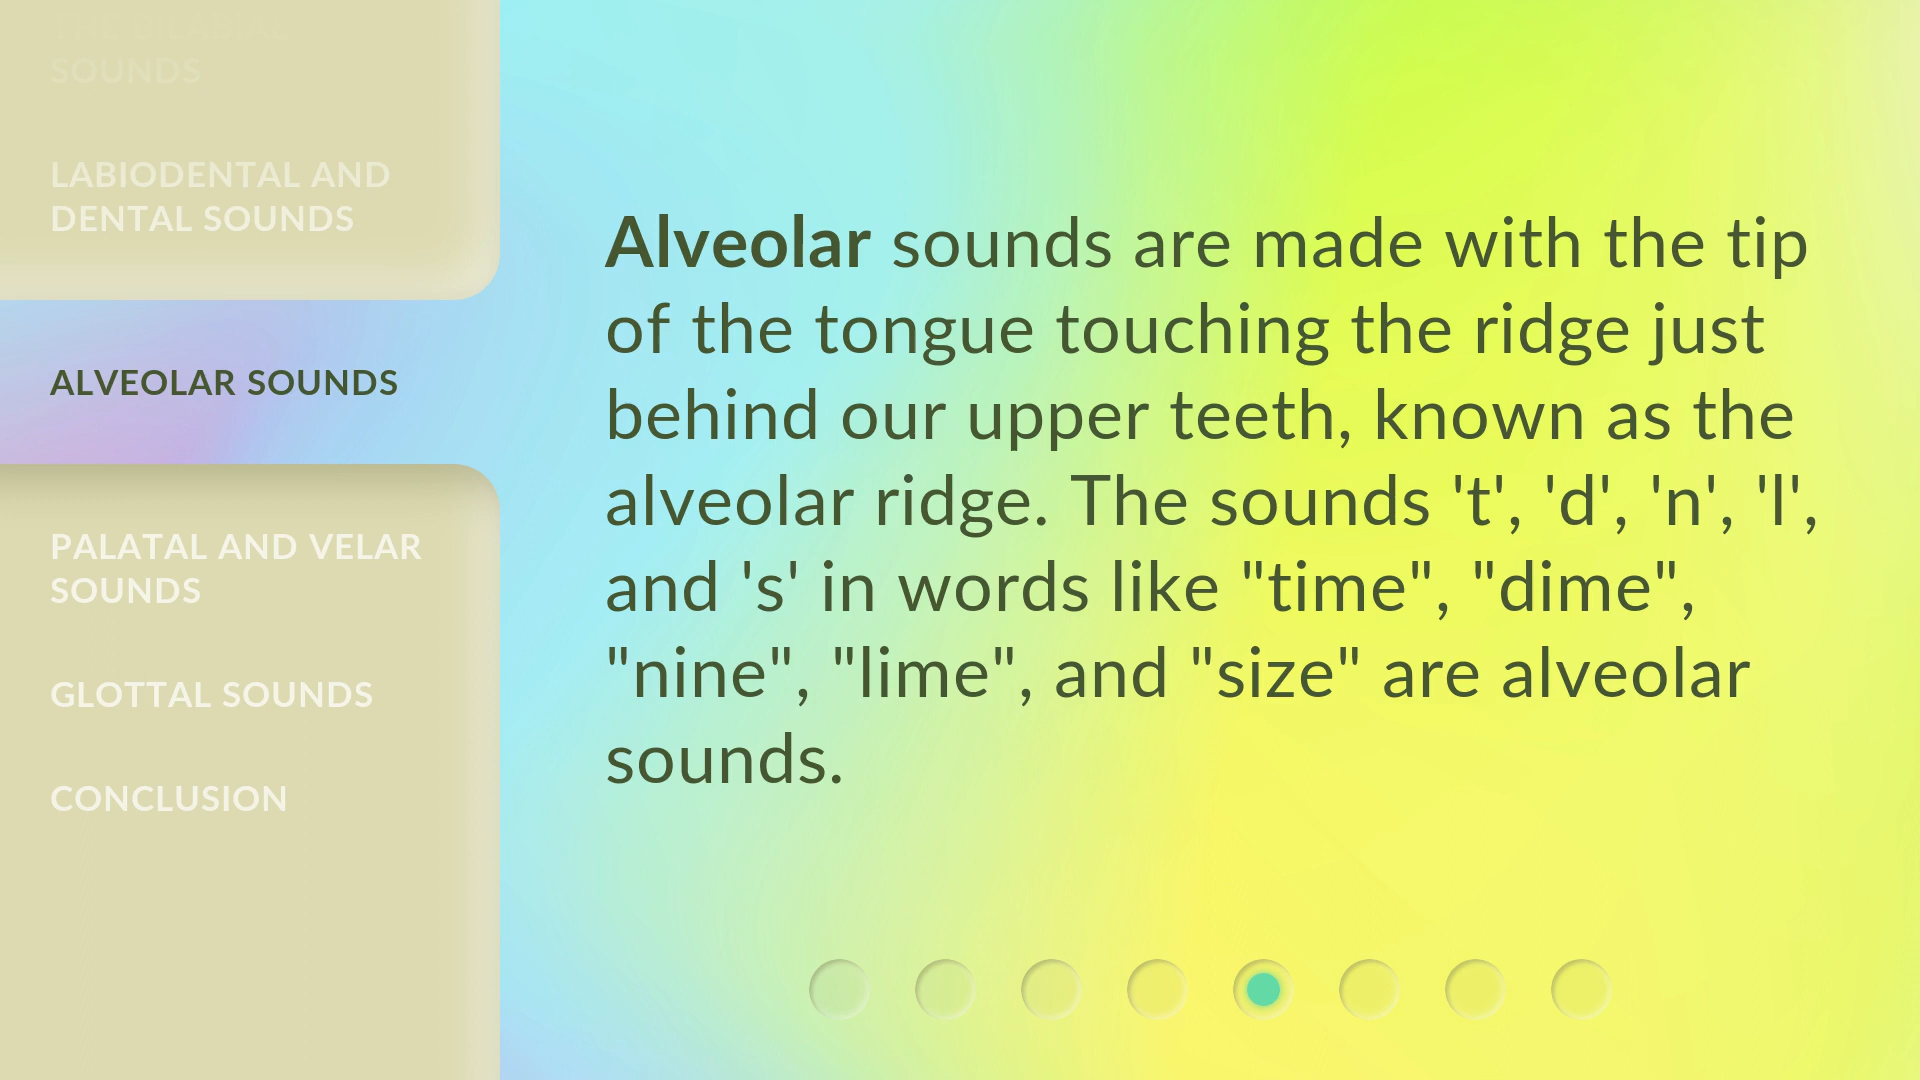 THE BILABIAL
SOUNDS
LABIODENTAL AND
DENTAL SOUNDS
ALVEOLAR SOUNDS
PALATAL AND VELAR
SOUNDS
GLOTTAL SOUNDS
CONCLUSION
Alveolar sounds are made with the tip
of the tongue touching the ridge just
behind our upper teeth, known as the
alveolar ridge. The sounds 't', 'd', 'n', 'l',
and 's' in words like "time", "dime",
"nine", "lime", and "size" are alveolar
sounds.